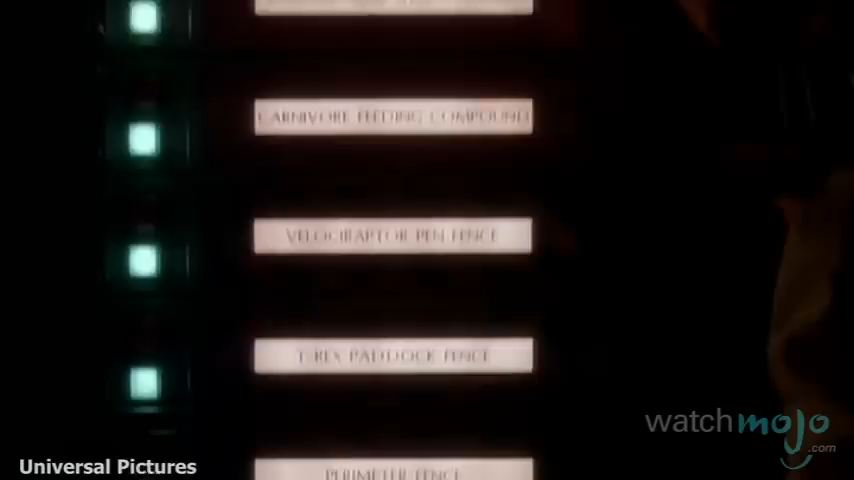 CARNIVORE FEEDING COMPOUND
VELOCIRAPTOR PEN FENCE
T-REX PADDOCK FENCE
PERIMETER FENCE
watchmojo
.com
Universal Pictures